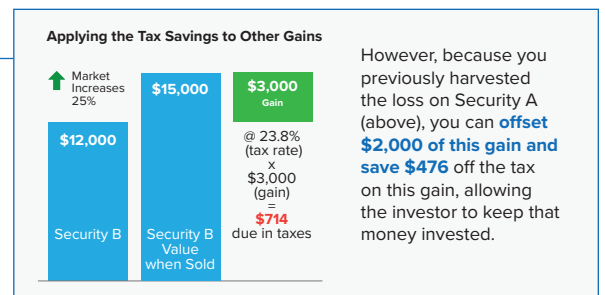 Applying the Tax Savings to Other Gains
Market
Increases
25%
$12,000
Security B
$15,000
Security B
Value
when Sold
$3,000
Gain
@ 23.8%
(tax rate)
x
$3,000
(gain)
=
$714
due in taxes
However, because you
previously harvested
the loss on Security A
(above), you can offset
$2,000 of this gain and
save $476 off the tax
on this gain, allowing
the investor to keep that
money invested.